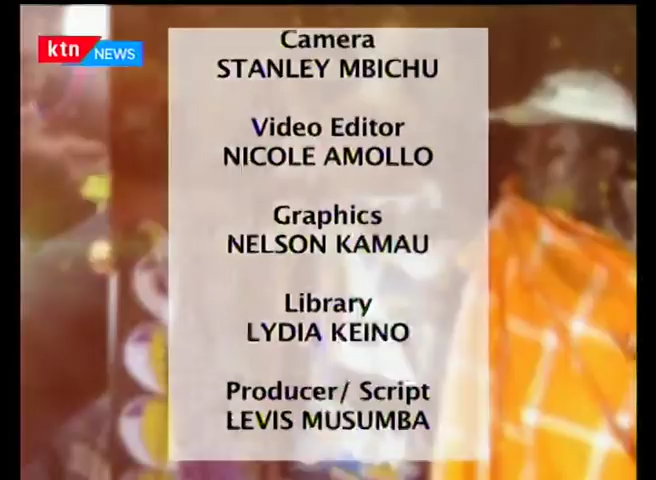 ktn NEWS
Camera
STANLEY MBICHU
Video Editor
NICOLE AMOLLO
Graphics
NELSON KAMAU
Library
LYDIA KEINO
Producer/ Script
LEVIS MUSUMBA